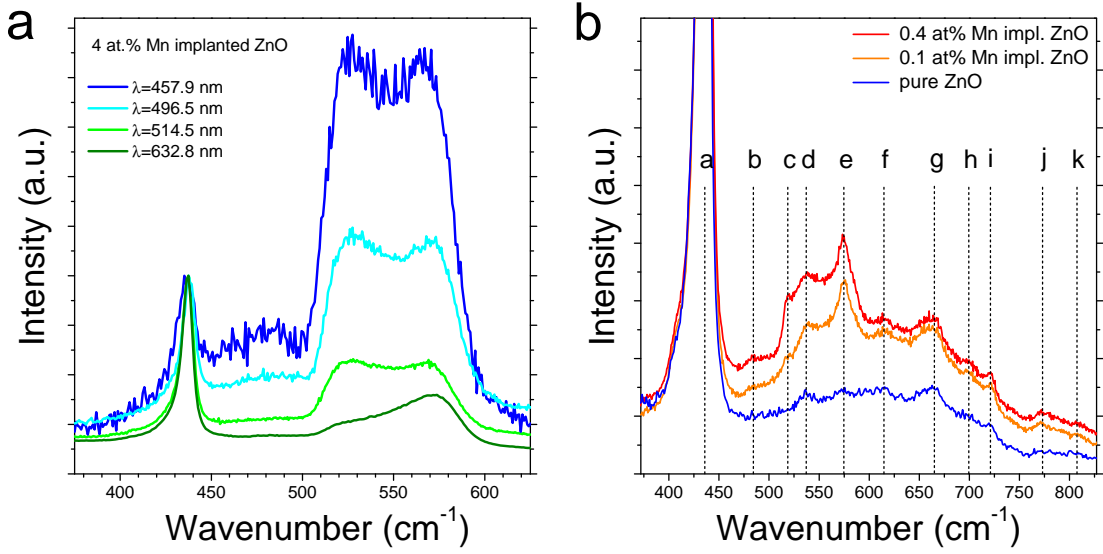 a
4 at.% Mn implanted ZnO
λ=457.9 nm
λ=496.5 nm
λ=514.5 nm
λ=632.8 nm
Intensity (a.u.)
400 450 500 550 600
Wavenumber (cm⁻¹)
b
0.4 at% Mn impl. ZnO
0.1 at% Mn impl. ZnO
pure ZnO
a b c d e f g h i j k
Intensity (a.u.)
400 450 500 550 600 650 700 750 800
Wavenumber (cm⁻¹)